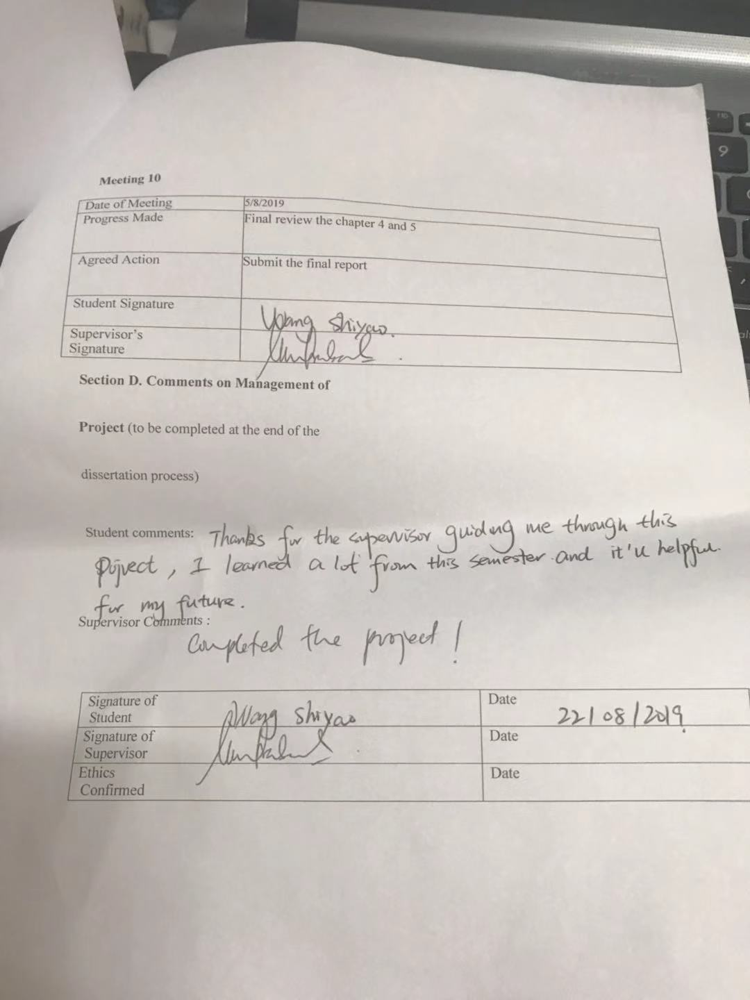 Meeting 10
Date of Meeting 5/8/2019
Progress Made Final review the chapter 4 and 5
Agreed Action Submit the final report
Student Signature Wang Shiyao.
Supervisor's
Signature
Section D. Comments on Management of
Project (to be completed at the end of the
dissertation process)
Student comments: Thanks for the supervisor guiding me through this
project, I learned a lot from this semester and it'll helpful
for my future.
Supervisor Comments :
Completed the project!
Signature of
Student Wang Shiyao Date 22/08/2019
Signature of
Supervisor Date
Ethics
Confirmed Date
F10
9